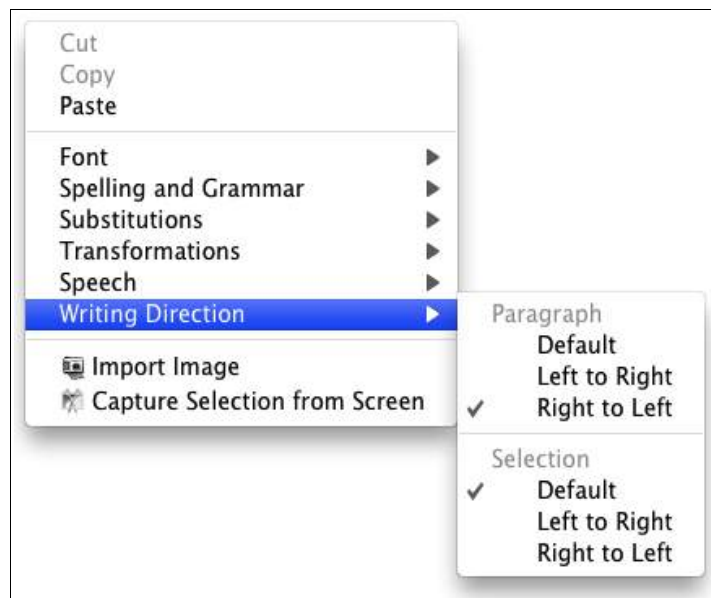 Cut
Copy
Paste
Font
Spelling and Grammar
Substitutions
Transformations
Speech
Writing Direction
Import Image
Capture Selection from Screen
Paragraph
Default
Left to Right
Right to Left
Selection
Default
Left to Right
Right to Left